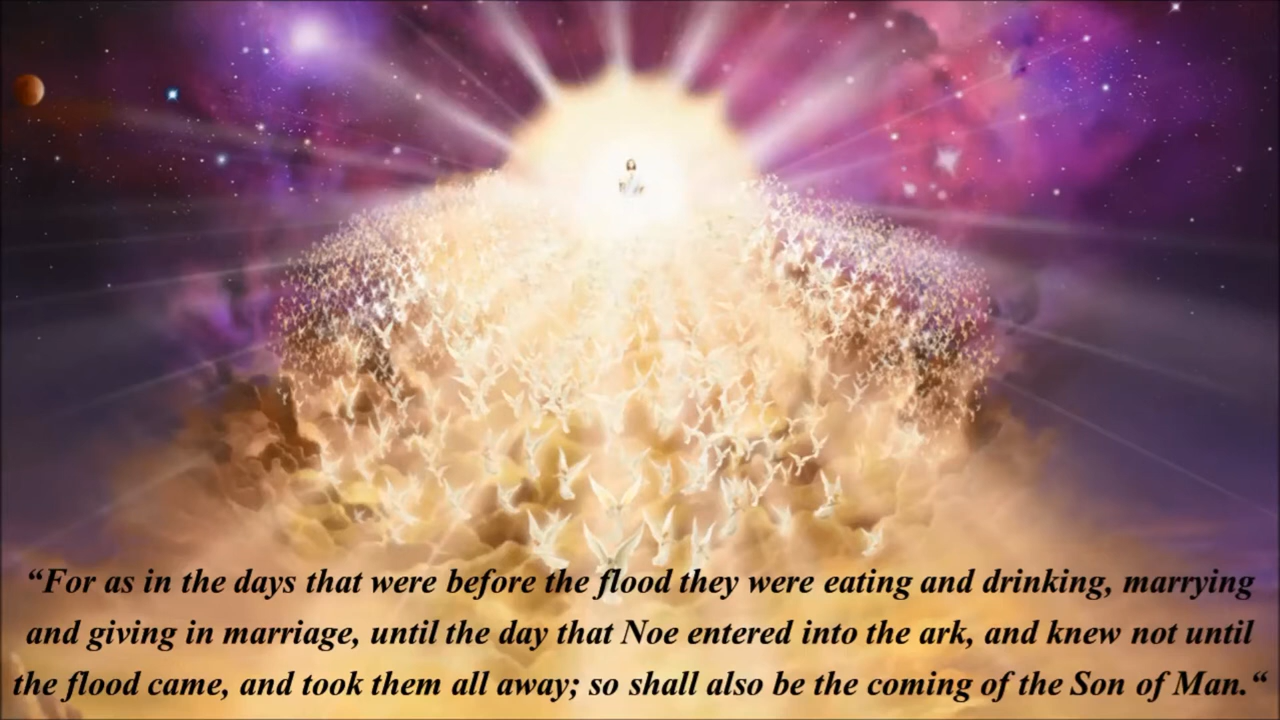 “For as in the days that were before the flood they were eating and drinking, marrying
and giving in marriage, until the day that Noe entered into the ark, and knew not until
the flood came, and took them all away; so shall also be the coming of the Son of Man.“